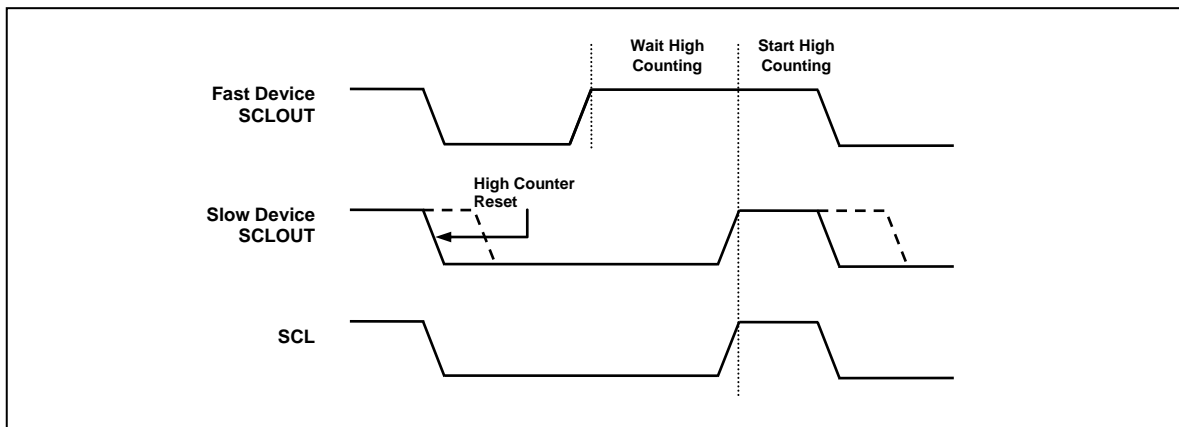 Wait High
Counting
Start High
Counting
Fast Device
SCLOUT
High Counter
Reset
Slow Device
SCLOUT
SCL